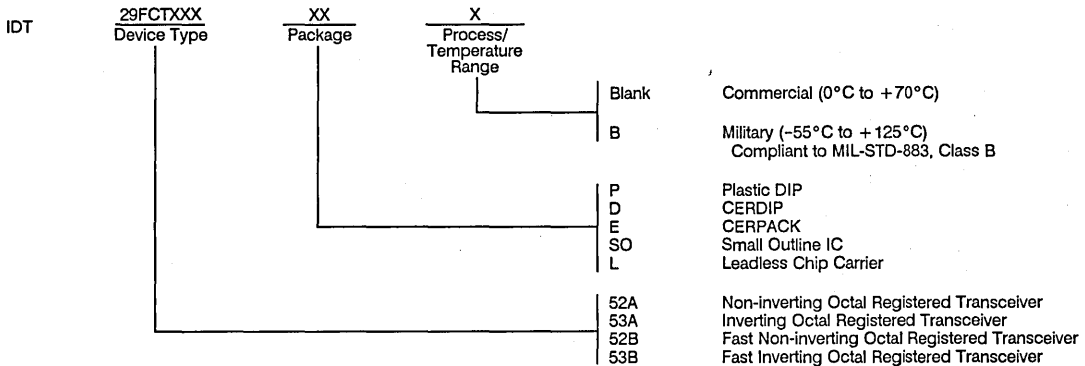 IDT 29FCTXXX XX X
Device Type Package Process/
Temperature
Range
Blank Commercial (0°C to +70°C)
B Military (–55°C to +125°C)
Compliant to MIL-STD-883, Class B
P Plastic DIP
D CERDIP
E CERPACK
SO Small Outline IC
L Leadless Chip Carrier
52A Non-inverting Octal Registered Transceiver
53A Inverting Octal Registered Transceiver
52B Fast Non-inverting Octal Registered Transceiver
53B Fast Inverting Octal Registered Transceiver